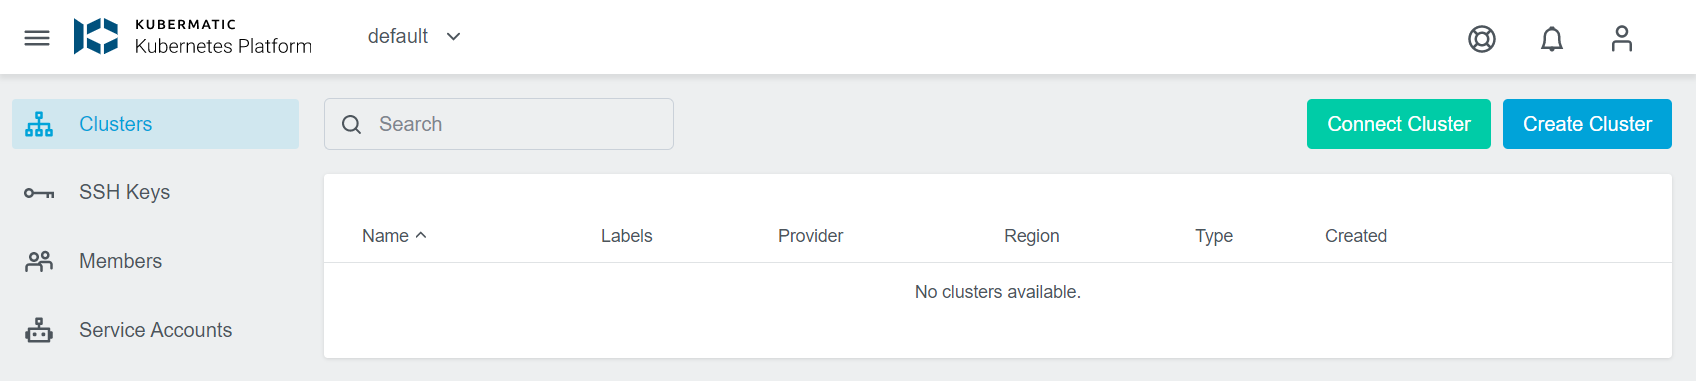 KUBERMATIC
Kubernetes Platform
default
Clusters
Search
Connect Cluster
Create Cluster
SSH Keys
Members
Service Accounts
Name
Labels
Provider
Region
Type
Created
No clusters available.